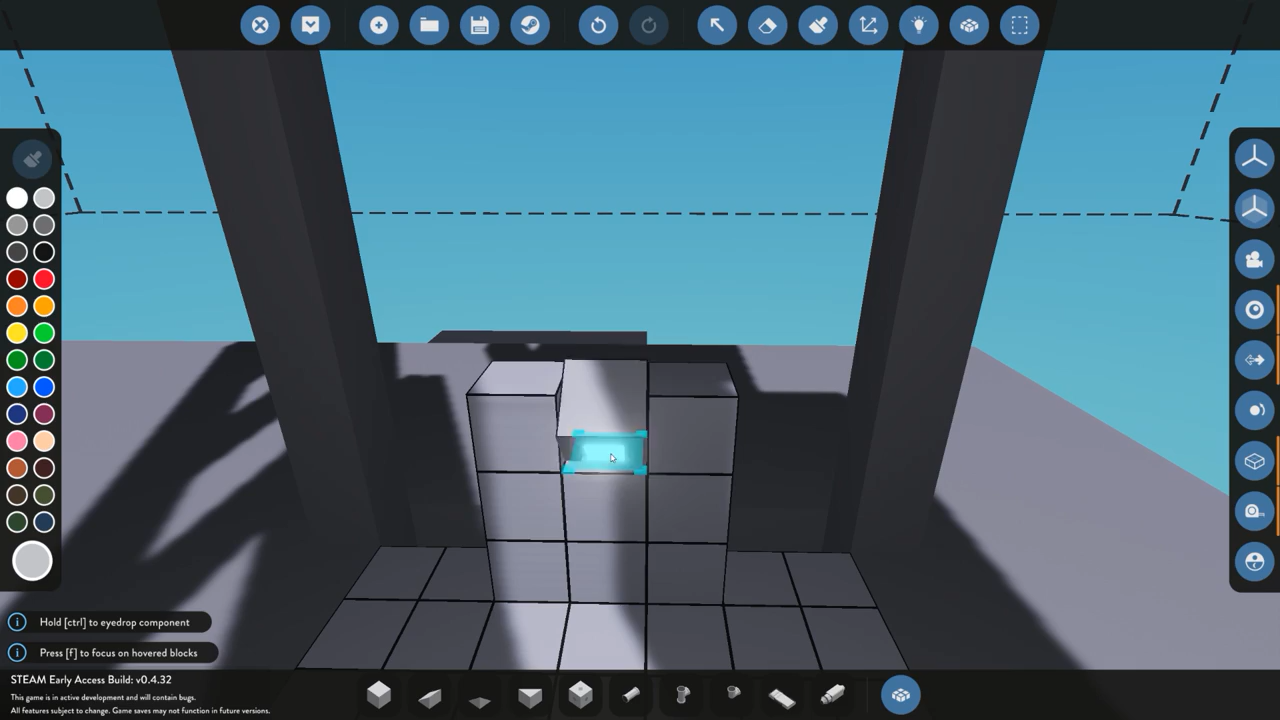 Hold [ctrl] to eyedrop component
Press [f] to focus on hovered blocks
STEAM Early Access Build: v0.4.32
This game is in active development and will contain bugs.
All features subject to change. Game saves may not function in future versions.